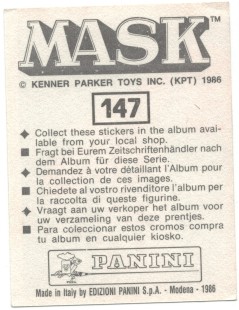 MASK™
© KENNER PARKER TOYS INC. (KPT) 1986
147
◆ Collect these stickers in the album avai-
lable from your local shop.
■ Fragt bei Eurem Zeitschriftenhändler nach
dem Album für diese Serie.
◆ Demandez à votre détaillant l'Album pour
la collection de ces images.
■ Chiedete al vostro rivenditore l'album per
la raccolta di queste figurine.
◆ Vraagt aan uw verkoper het album voor
uw verzameling van deze prentjes.
■ Para coleccionar estos cromos compra
tu album en cualquier kiosko.
PANINI
Made in Italy by EDIZIONI PANINI S.p.A. - Modena - 1986